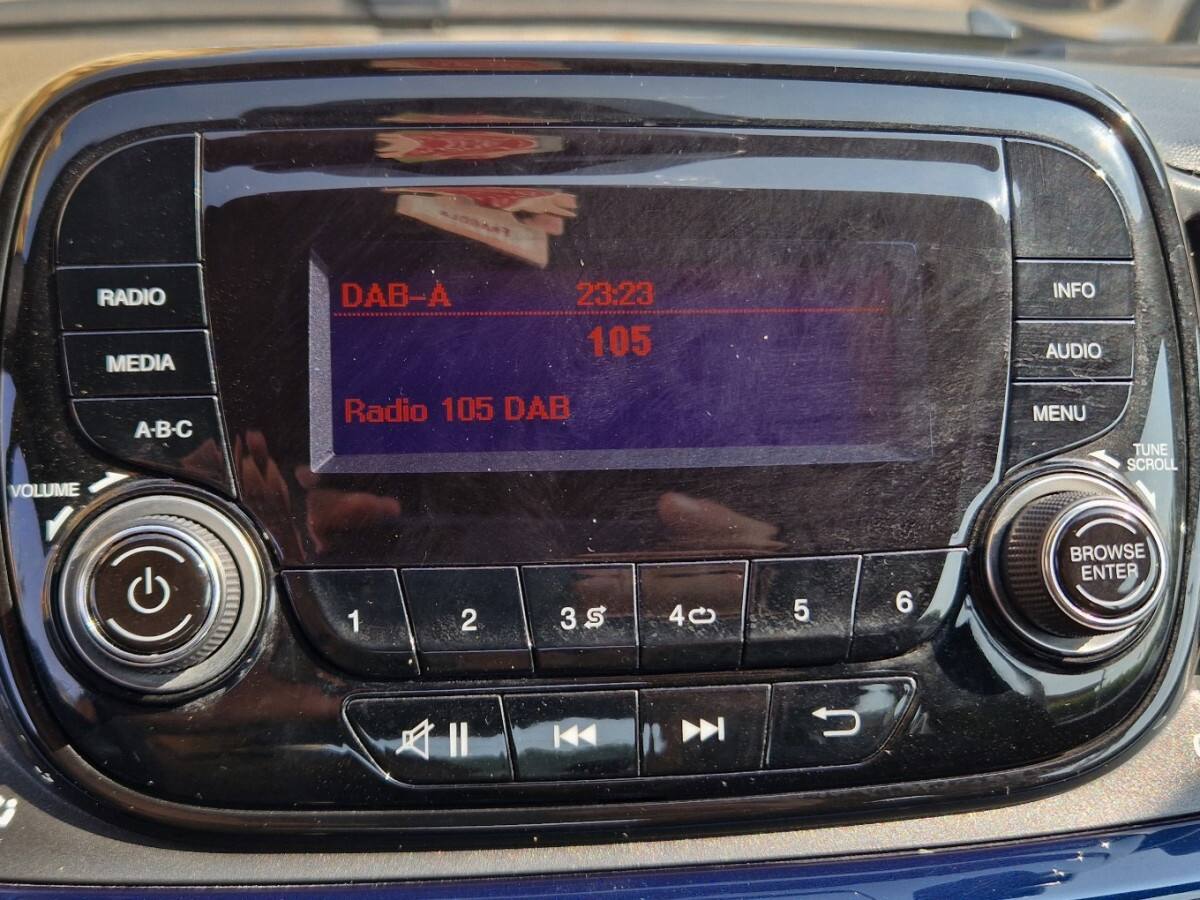 DAB-A 23:23
105
Radio 105 DAB
RADIO
MEDIA
A·B·C
VOLUME
INFO
AUDIO
MENU
TUNE
SCROLL
BROWSE
ENTER
1 2 3 4 5 6